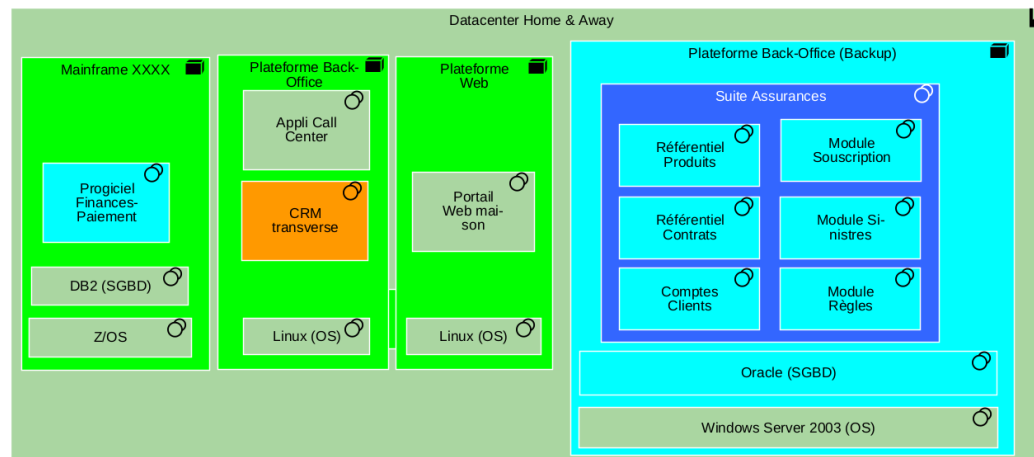 Datacenter Home & Away
Mainframe XXXX
Progiciel
Finances-
Paiement
DB2 (SGBD)
Z/OS
Plateforme Back-
Office
Appli Call
Center
CRM
transverse
Linux (OS)
Plateforme
Web
Portail
Web mai-
son
Linux (OS)
Plateforme Back-Office (Backup)
Suite Assurances
Référentiel
Produits
Module
Souscription
Référentiel
Contrats
Module Si-
nistres
Comptes
Clients
Module
Règles
Oracle (SGBD)
Windows Server 2003 (OS)